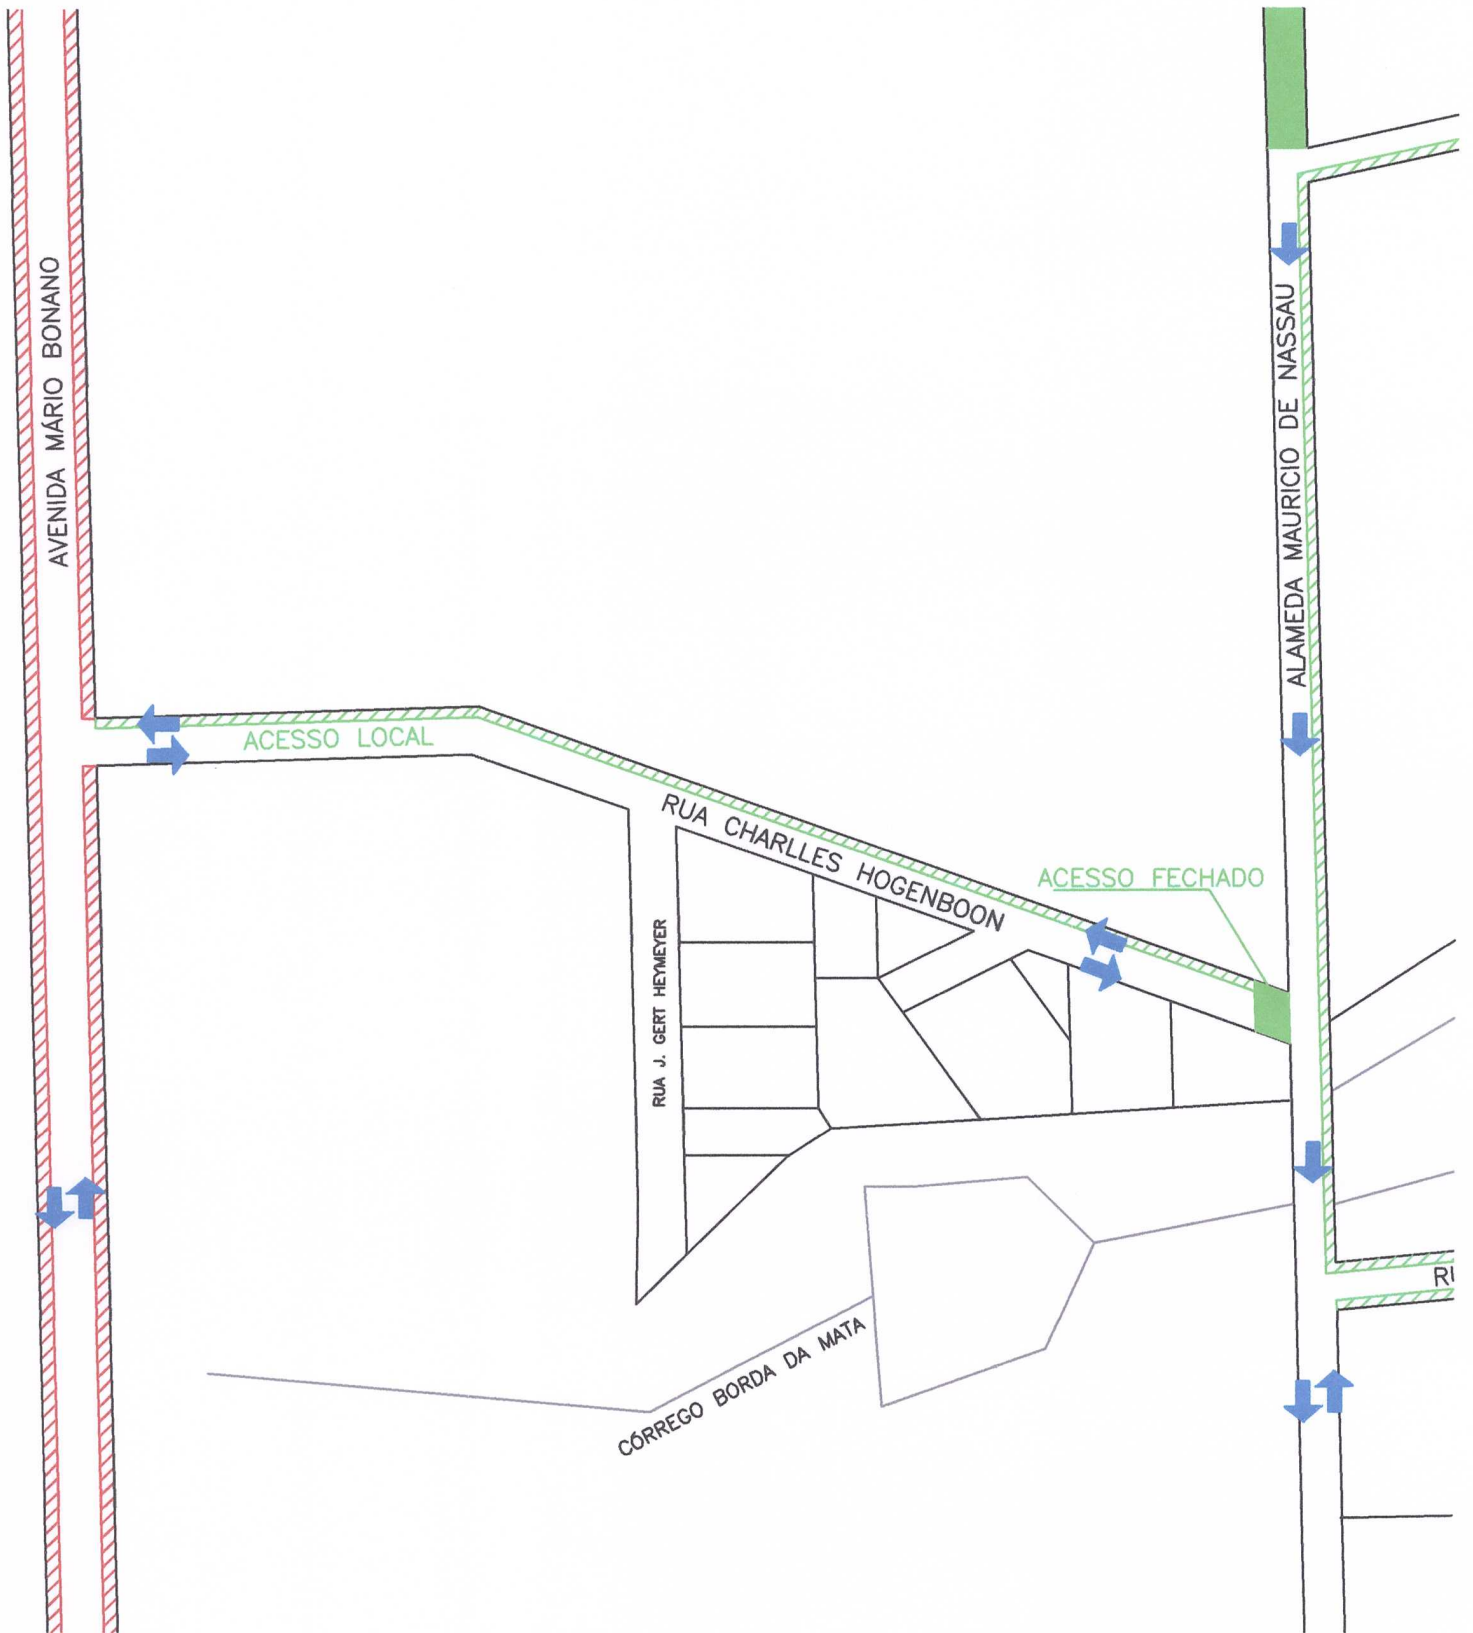 AVENIDA MÁRIO BONANO
ALAMEDA MAURICIO DE NASSAU
ACESSO LOCAL
RUA CHARLLES HOGENBOON
ACESSO FECHADO
RUA J. GERT HEYMEYER
RU
CÓRREGO BORDA DA MATA